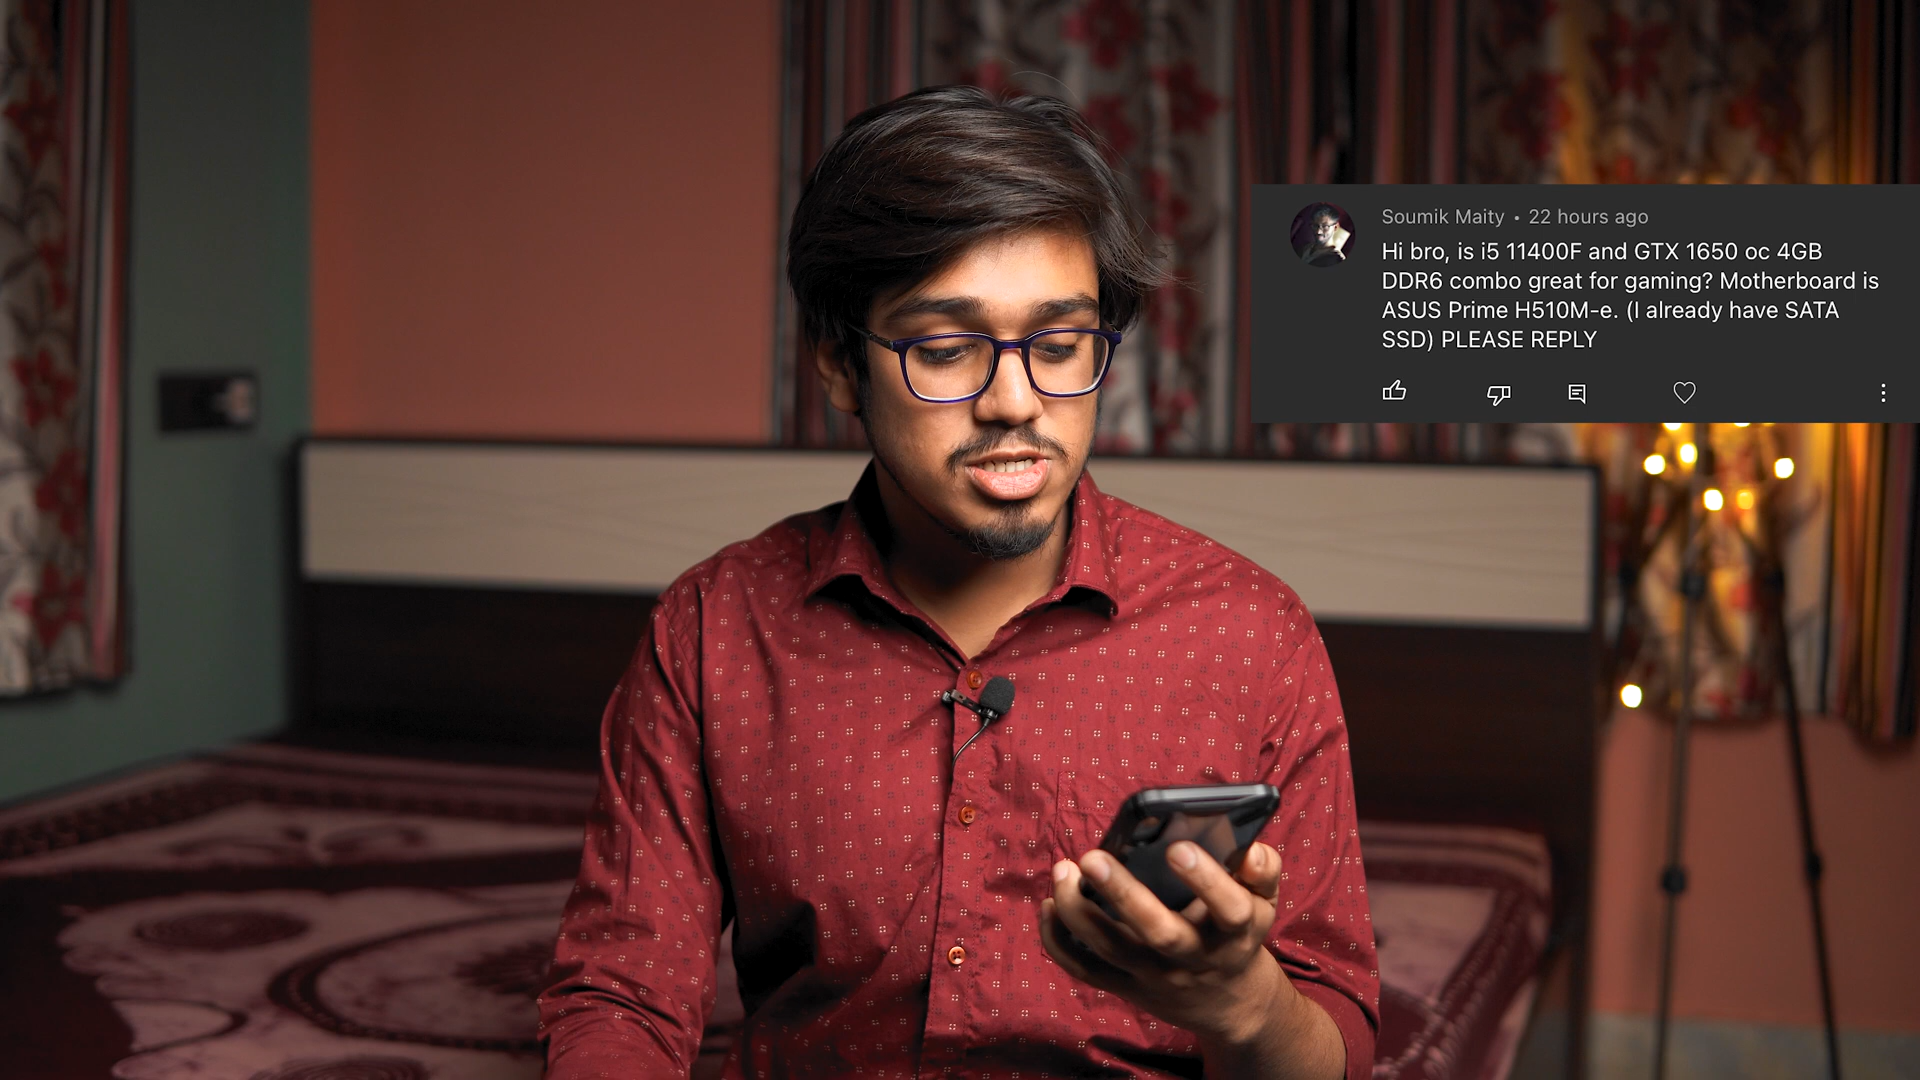 Soumik Maity • 22 hours ago
Hi bro, is i5 11400F and GTX 1650 oc 4GB
DDR6 combo great for gaming? Motherboard is
ASUS Prime H510M-e. (I already have SATA
SSD) PLEASE REPLY